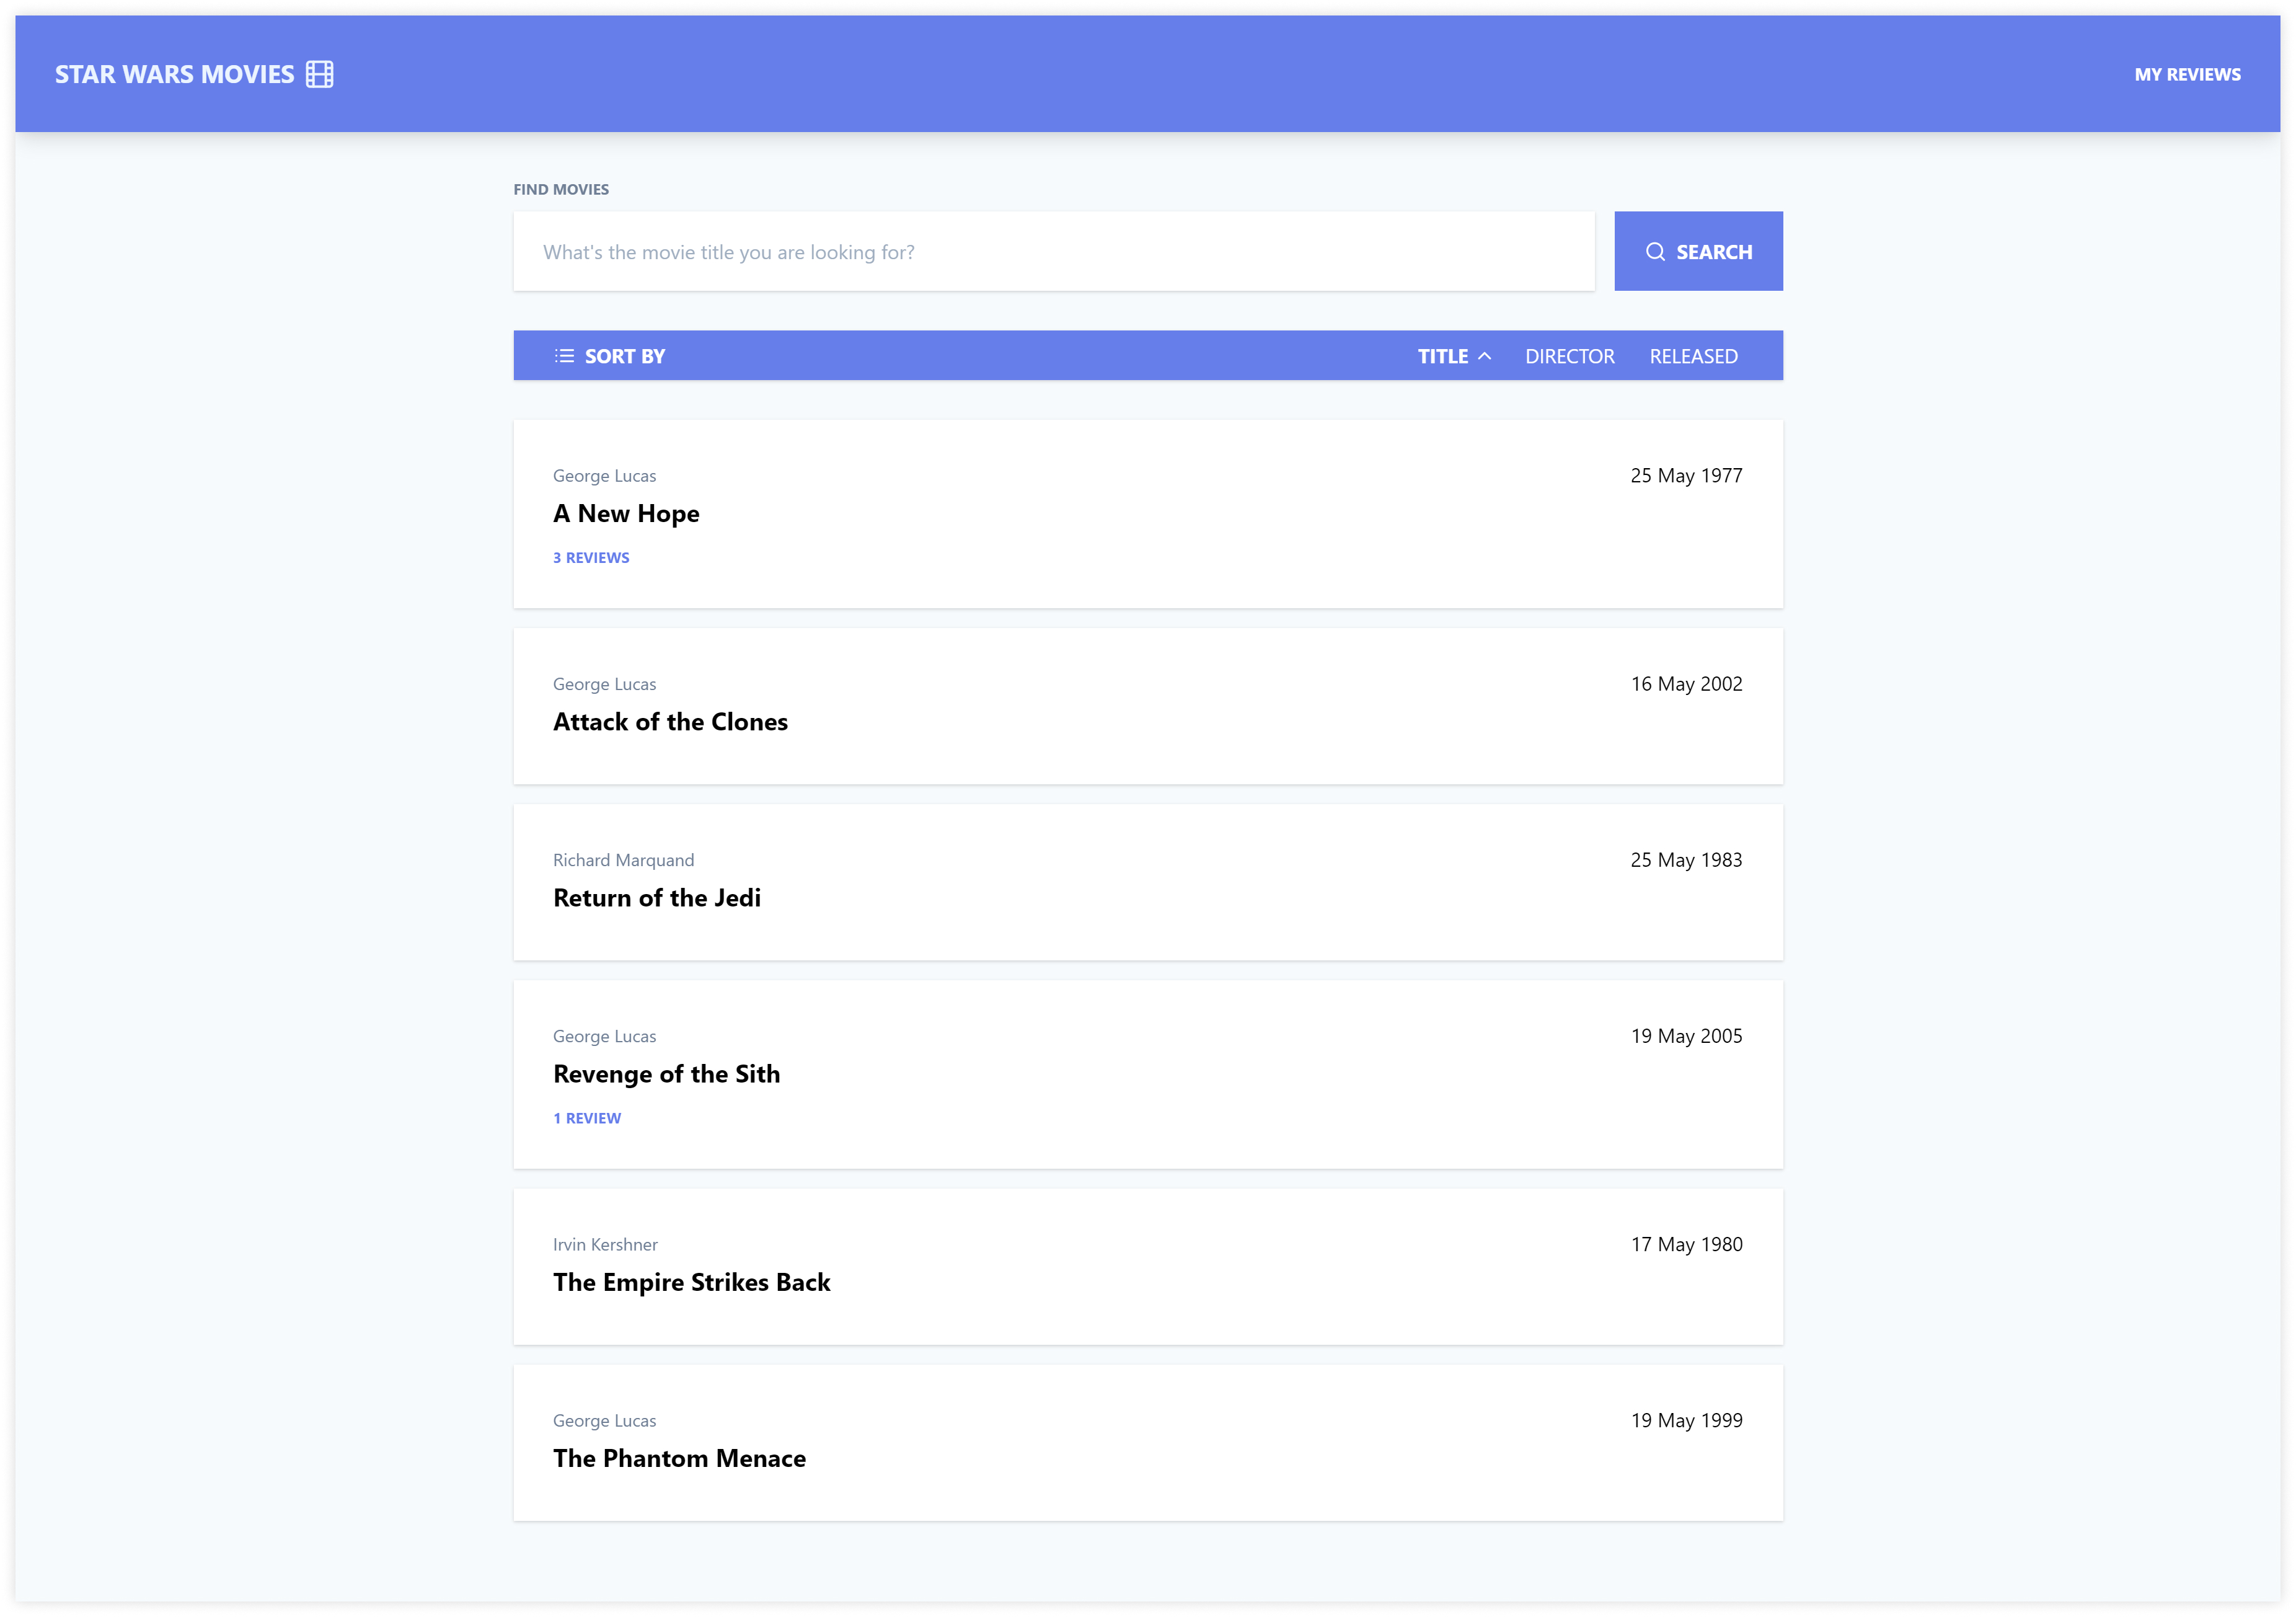 STAR WARS MOVIES
MY REVIEWS
FIND MOVIES
What's the movie title you are looking for?
SEARCH
SORT BY
TITLE DIRECTOR RELEASED
George Lucas
25 May 1977
A New Hope
3 REVIEWS
George Lucas
16 May 2002
Attack of the Clones
Richard Marquand
25 May 1983
Return of the Jedi
George Lucas
19 May 2005
Revenge of the Sith
1 REVIEW
Irvin Kershner
17 May 1980
The Empire Strikes Back
George Lucas
19 May 1999
The Phantom Menace